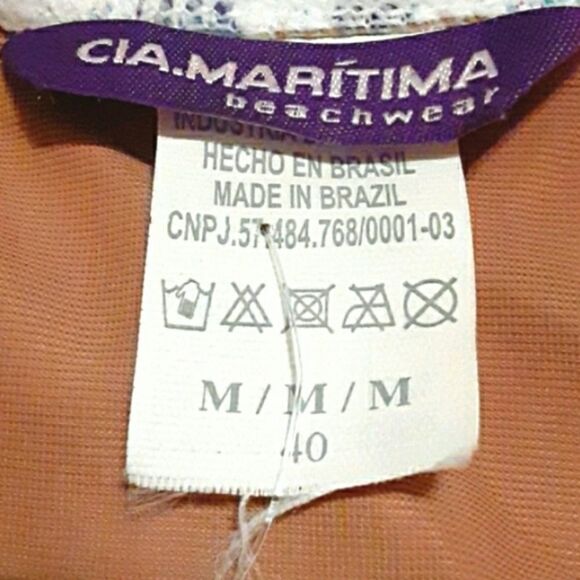 CIA.MARÍTIMA
beachwear
HECHO EN BRASIL
MADE IN BRAZIL
CNPJ.57.484.768/0001-03
M / M / M
40